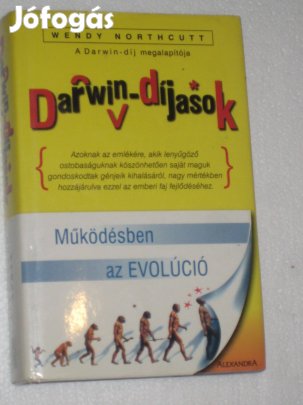 Jófogás
WENDY NORTHCUTT
A Darwin-díj megalapítója
Darwin-díjasok
Azoknak az emlékére, akik lenyűgöző
ostobaságuknak köszönhetően saját maguk
gondoskodtak génjeik kihalásáról, nagy mértékben
hozzájárulva ezzel az emberi faj fejlődéséhez.
Működésben
az EVOLÚCIÓ
ALEXANDRA